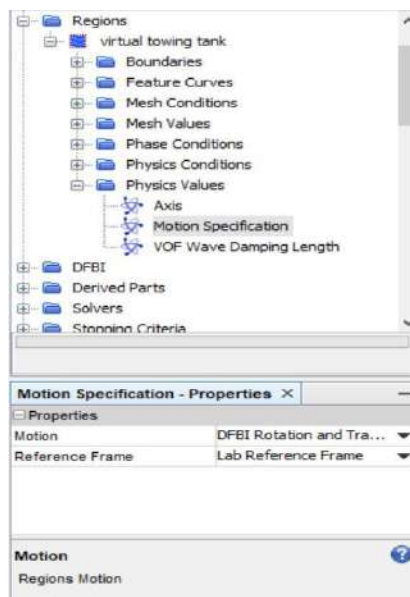 Regions
virtual towing tank
Boundaries
Feature Curves
Mesh Conditions
Mesh Values
Phase Conditions
Physics Conditions
Physics Values
Axis
Motion Specification
VOF Wave Damping Length
DFBI
Derived Parts
Solvers
Stopping Criteria
Motion Specification - Properties ×
Properties
Motion DFBI Rotation and Tra...
Reference Frame Lab Reference Frame
Motion
Regions Motion